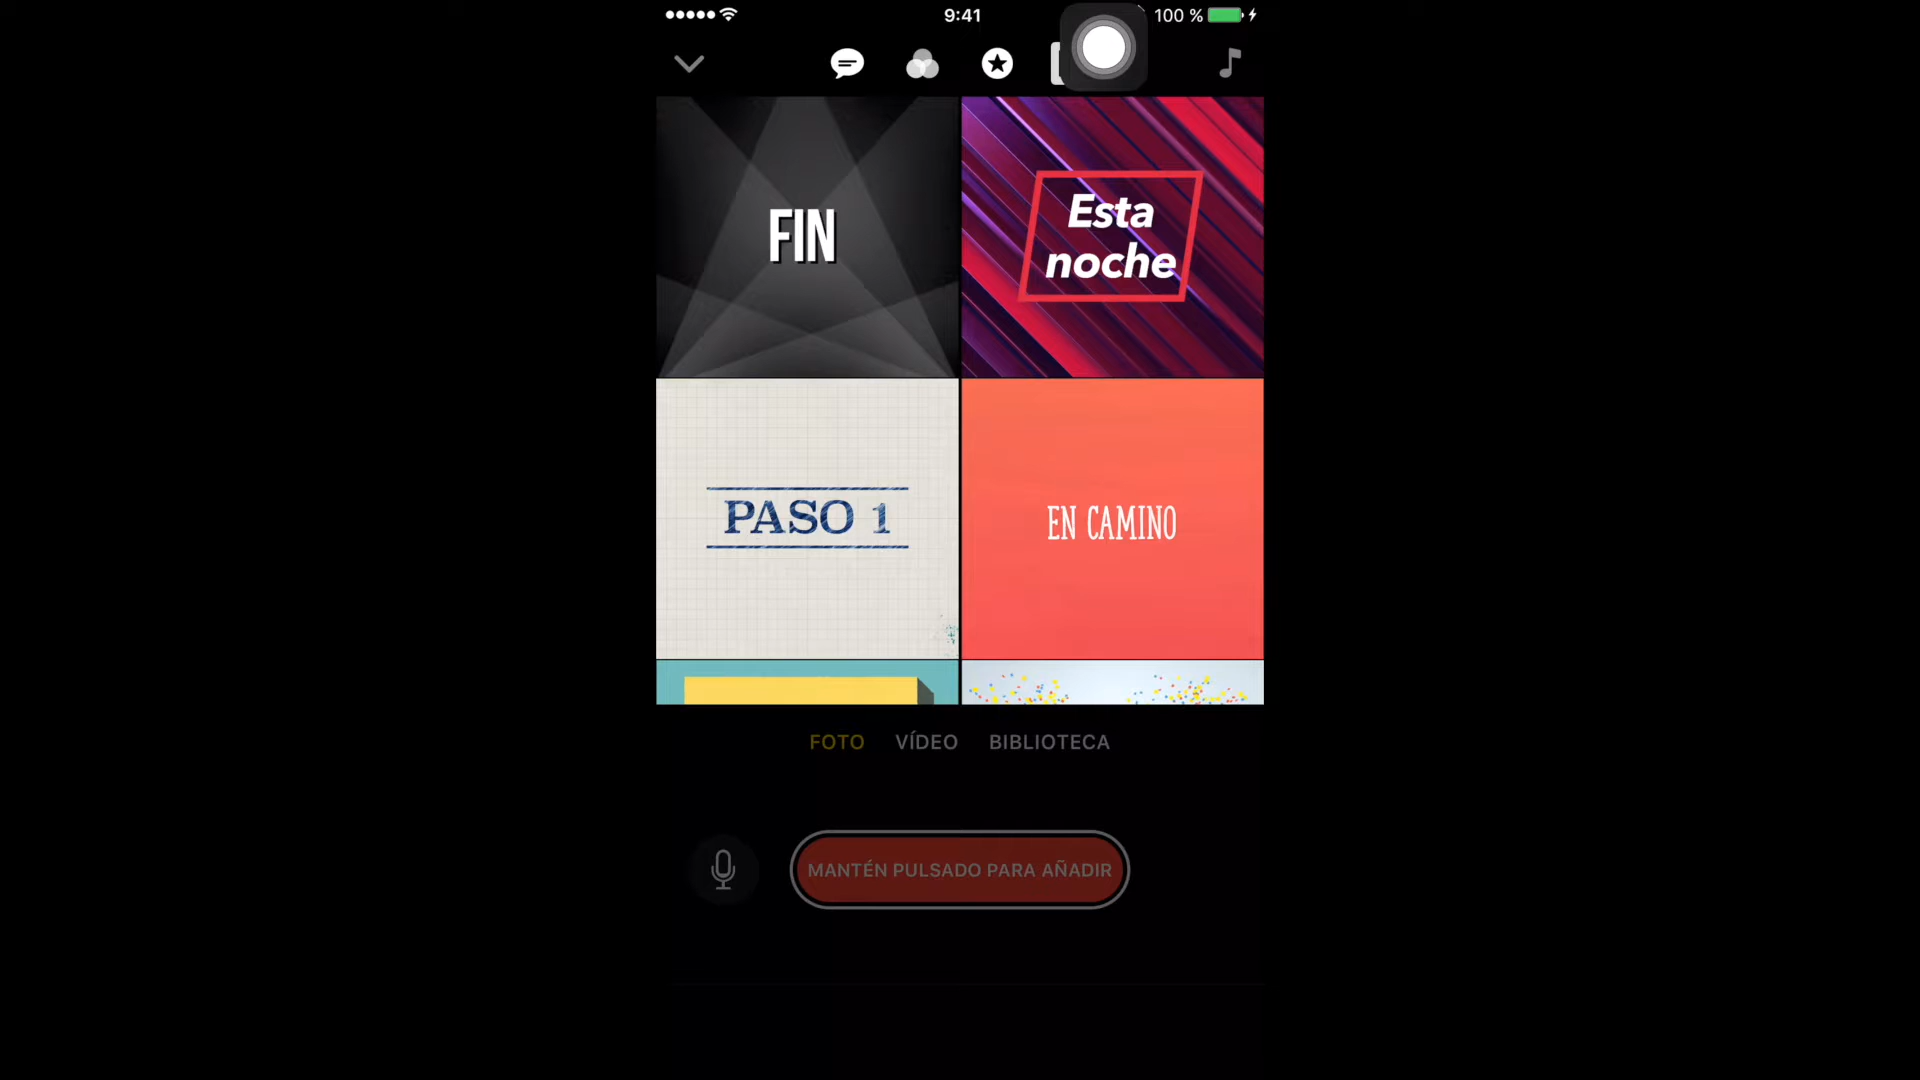 9:41
100 %
FIN
Esta
noche
PASO 1
EN CAMINO
FOTO VÍDEO BIBLIOTECA
MANTÉN PULSADO PARA AÑADIR